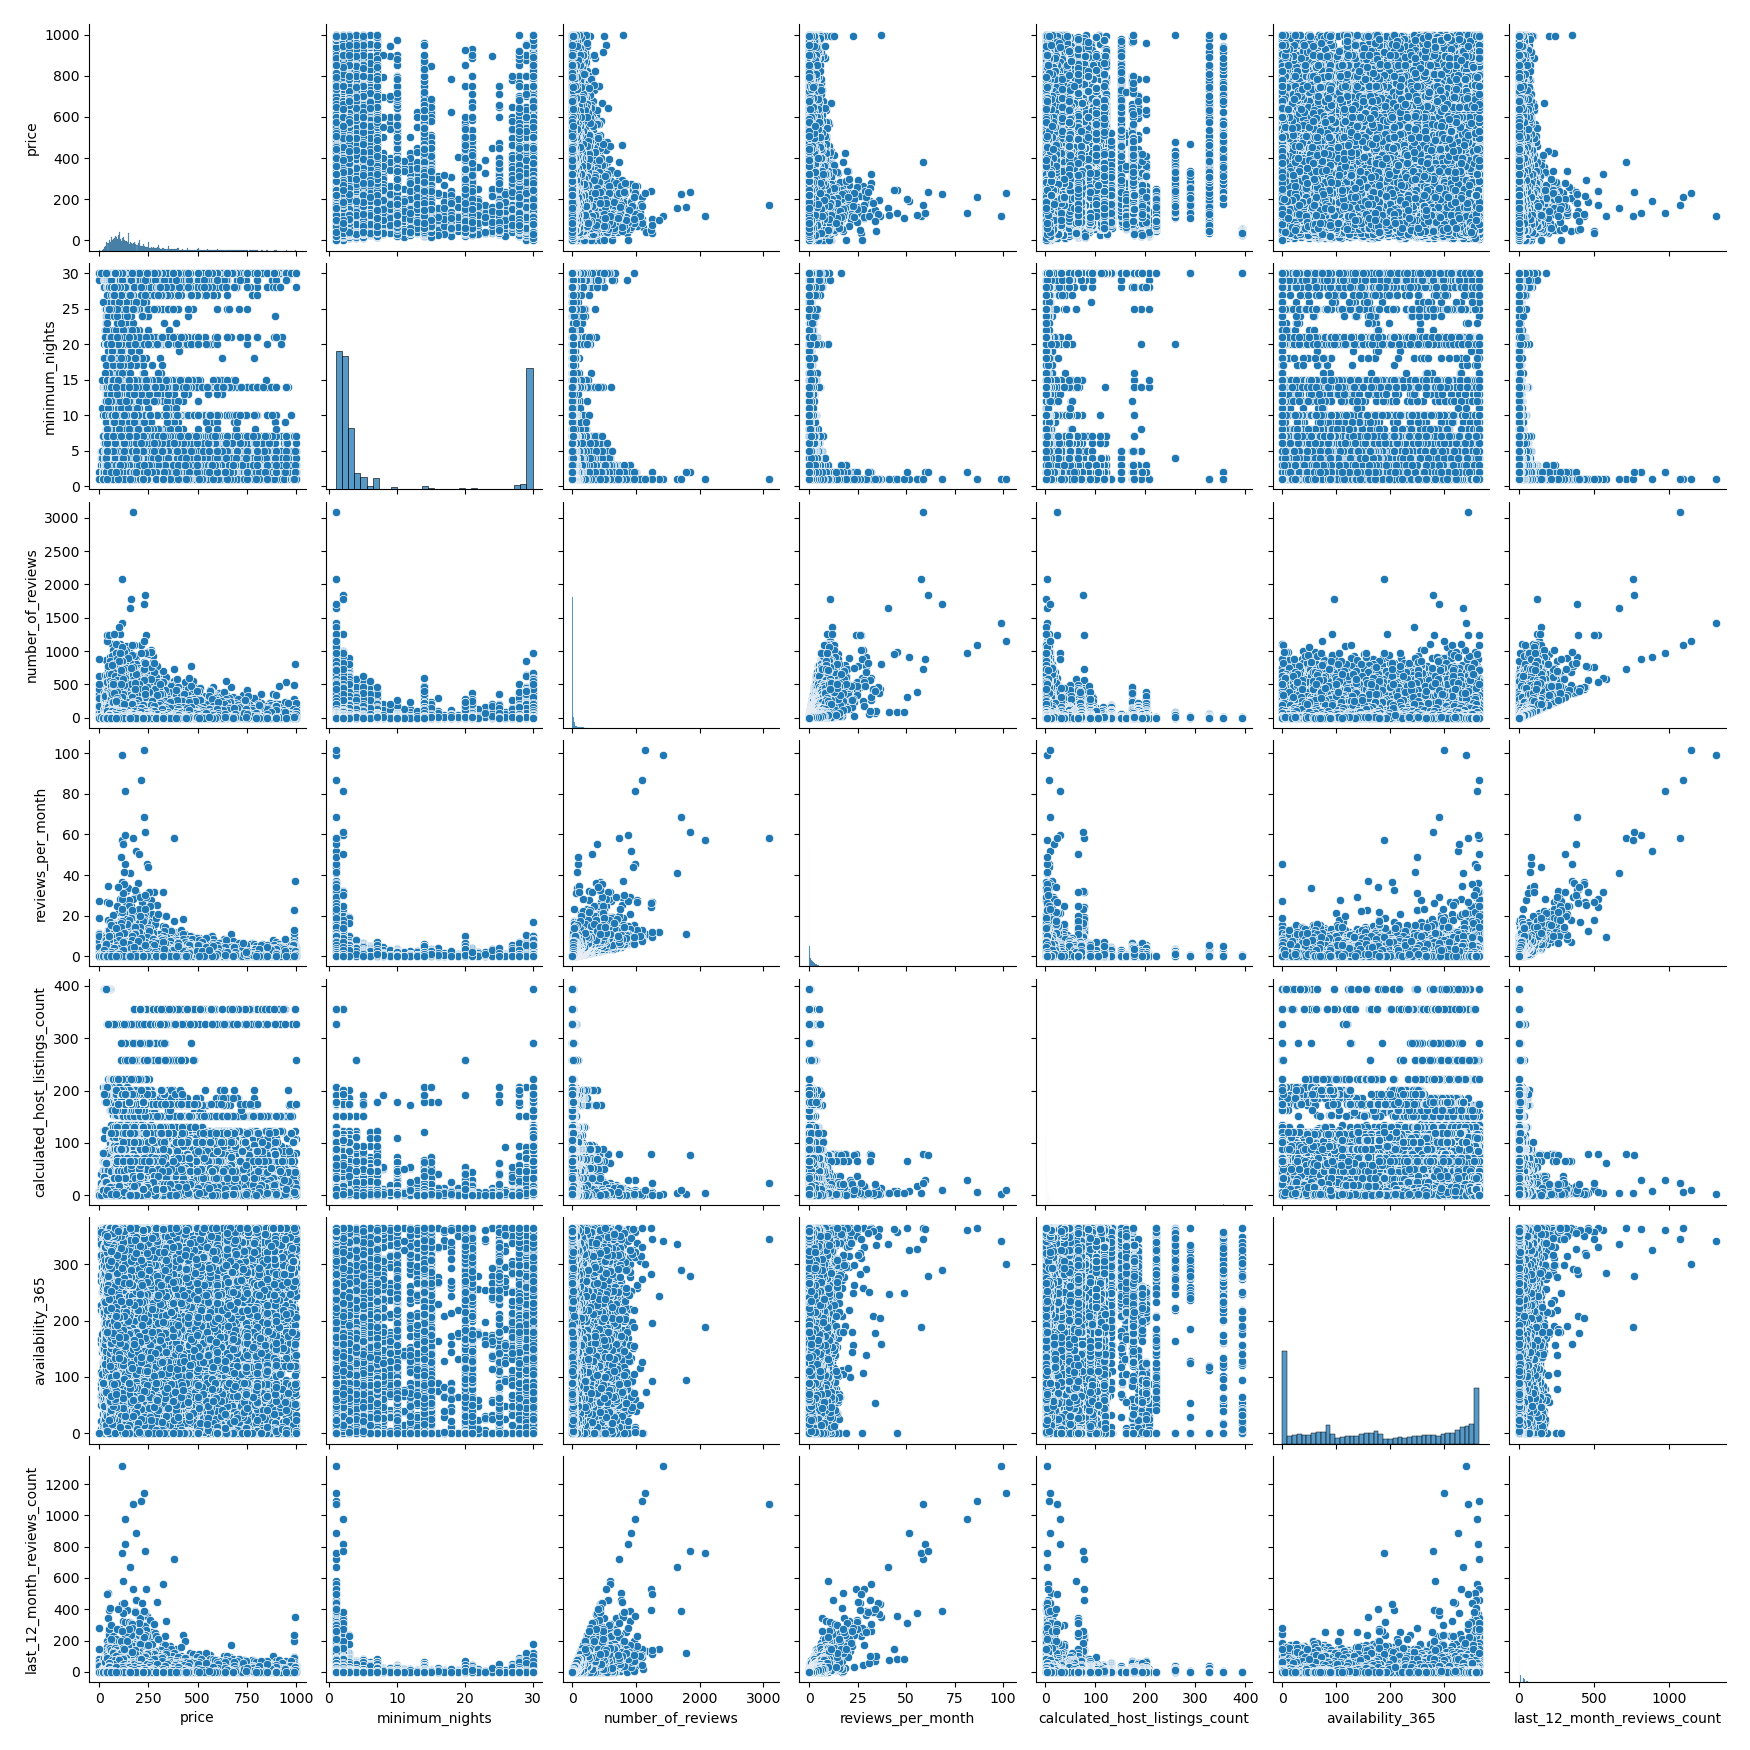 1000
800
600
400
200
0
price
30
25
20
15
10
5
0
minimum_nights
3000
2500
2000
1500
1000
500
0
number_of_reviews
100
80
60
40
20
0
reviews_per_month
400
300
200
100
0
calculated_host_listings_count
300
200
100
0
availability_365
1200
1000
800
600
400
200
0
last_12_month_reviews_count
0 250 500 750 1000
0 10 20 30
0 1000 2000 3000
0 25 50 75 100
0 100 200 300 400
0 100 200 300
0 500 1000
price
minimum_nights
number_of_reviews
reviews_per_month
calculated_host_listings_count
availability_365
last_12_month_reviews_count